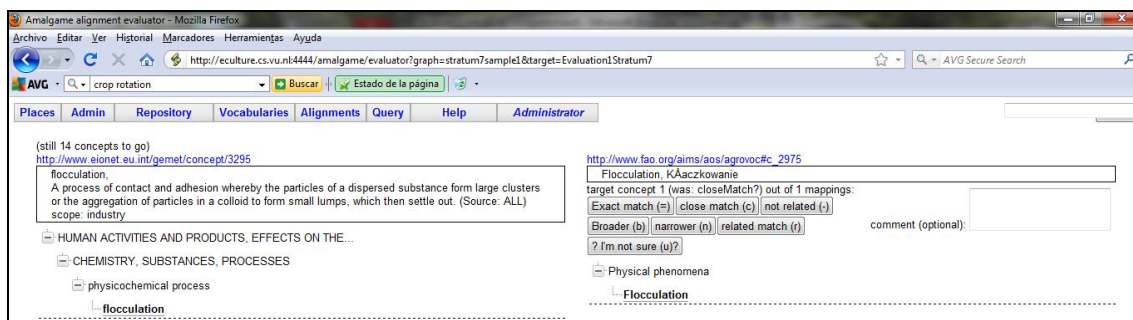 Amalgame alignment evaluator - Mozilla Firefox
Archivo Editar Ver Historial Marcadores Herramientas Ayuda
http://eculture.cs.vu.nl:4444/amalgame/evaluator?graph=stratum7sample1&target=Evaluation1Stratum7
AVG Secure Search
AVG crop rotation Buscar Estado de la página
Places Admin Repository Vocabularies Alignments Query Help Administrator
(still 14 concepts to go)
http://www.eionet.eu.int/gemet/concept/3295
flocculation,
A process of contact and adhesion whereby the particles of a dispersed substance form large clusters
or the aggregation of particles in a colloid to form small lumps, which then settle out. (Source: ALL)
scope: industry
HUMAN ACTIVITIES AND PRODUCTS, EFFECTS ON THE...
CHEMISTRY, SUBSTANCES, PROCESSES
physicochemical process
flocculation
http://www.fao.org/aims/aos/agrovoc#c_2975
Flocculation, KÅaczkowanie
target concept 1 (was: closeMatch?) out of 1 mappings:
Exact match (=) close match (c) not related (-)
Broader (b) narrower (n) related match (r)
comment (optional):
? I'm not sure (u)?
Physical phenomena
Flocculation